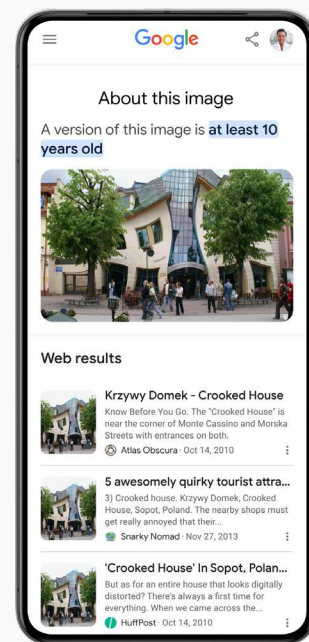 Google
About this image
A version of this image is at least 10
years old
Web results
Krzywy Domek - Crooked House
Know Before You Go. The "Crooked House" is
near the corner of Monte Cassino and Morska
Streets with entrances on both.
Atlas Obscura · Oct 14, 2010
5 awesomely quirky tourist attra...
3) Crooked house. Krzywy Domek, Crooked
House, Sopot, Poland. The nearby shops must
get really annoyed that their...
Snarky Nomad · Nov 27, 2013
'Crooked House' In Sopot, Polan...
But as for an entire house that looks digitally
distorted? There's always a first time for
everything. When we came across the...
HuffPost · Oct 14, 2010